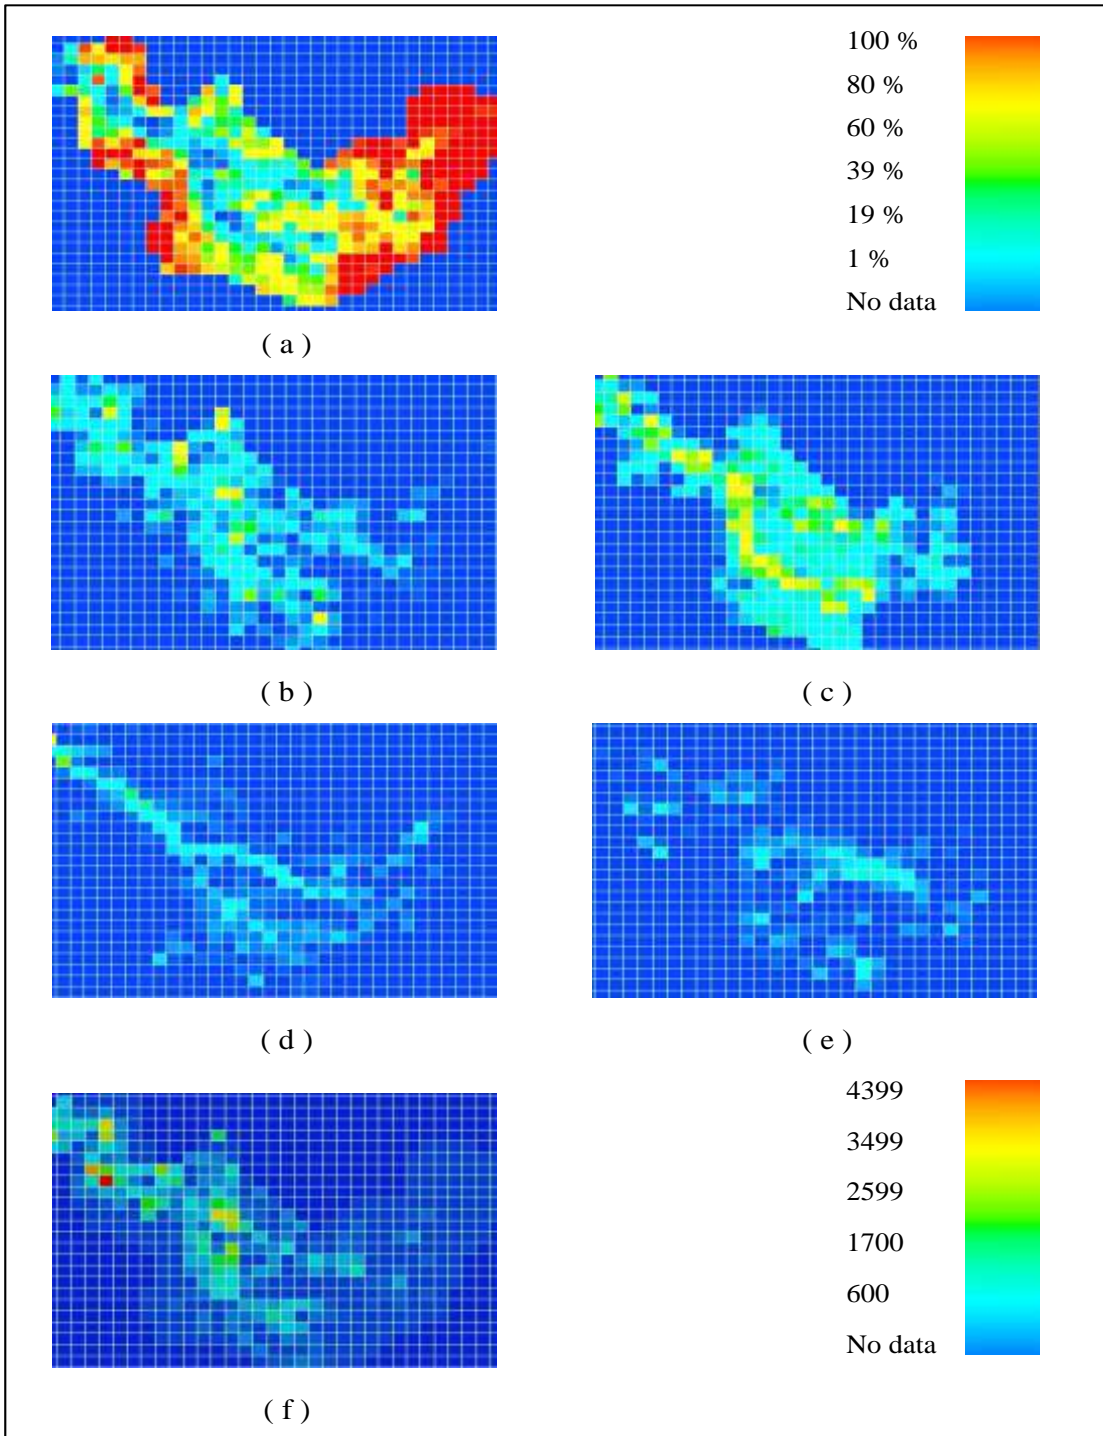 100 %
80 %
60 %
39 %
19 %
1 %
No data
( a )
( b )
( c )
( d )
( e )
4399
3499
2599
1700
600
No data
( f )